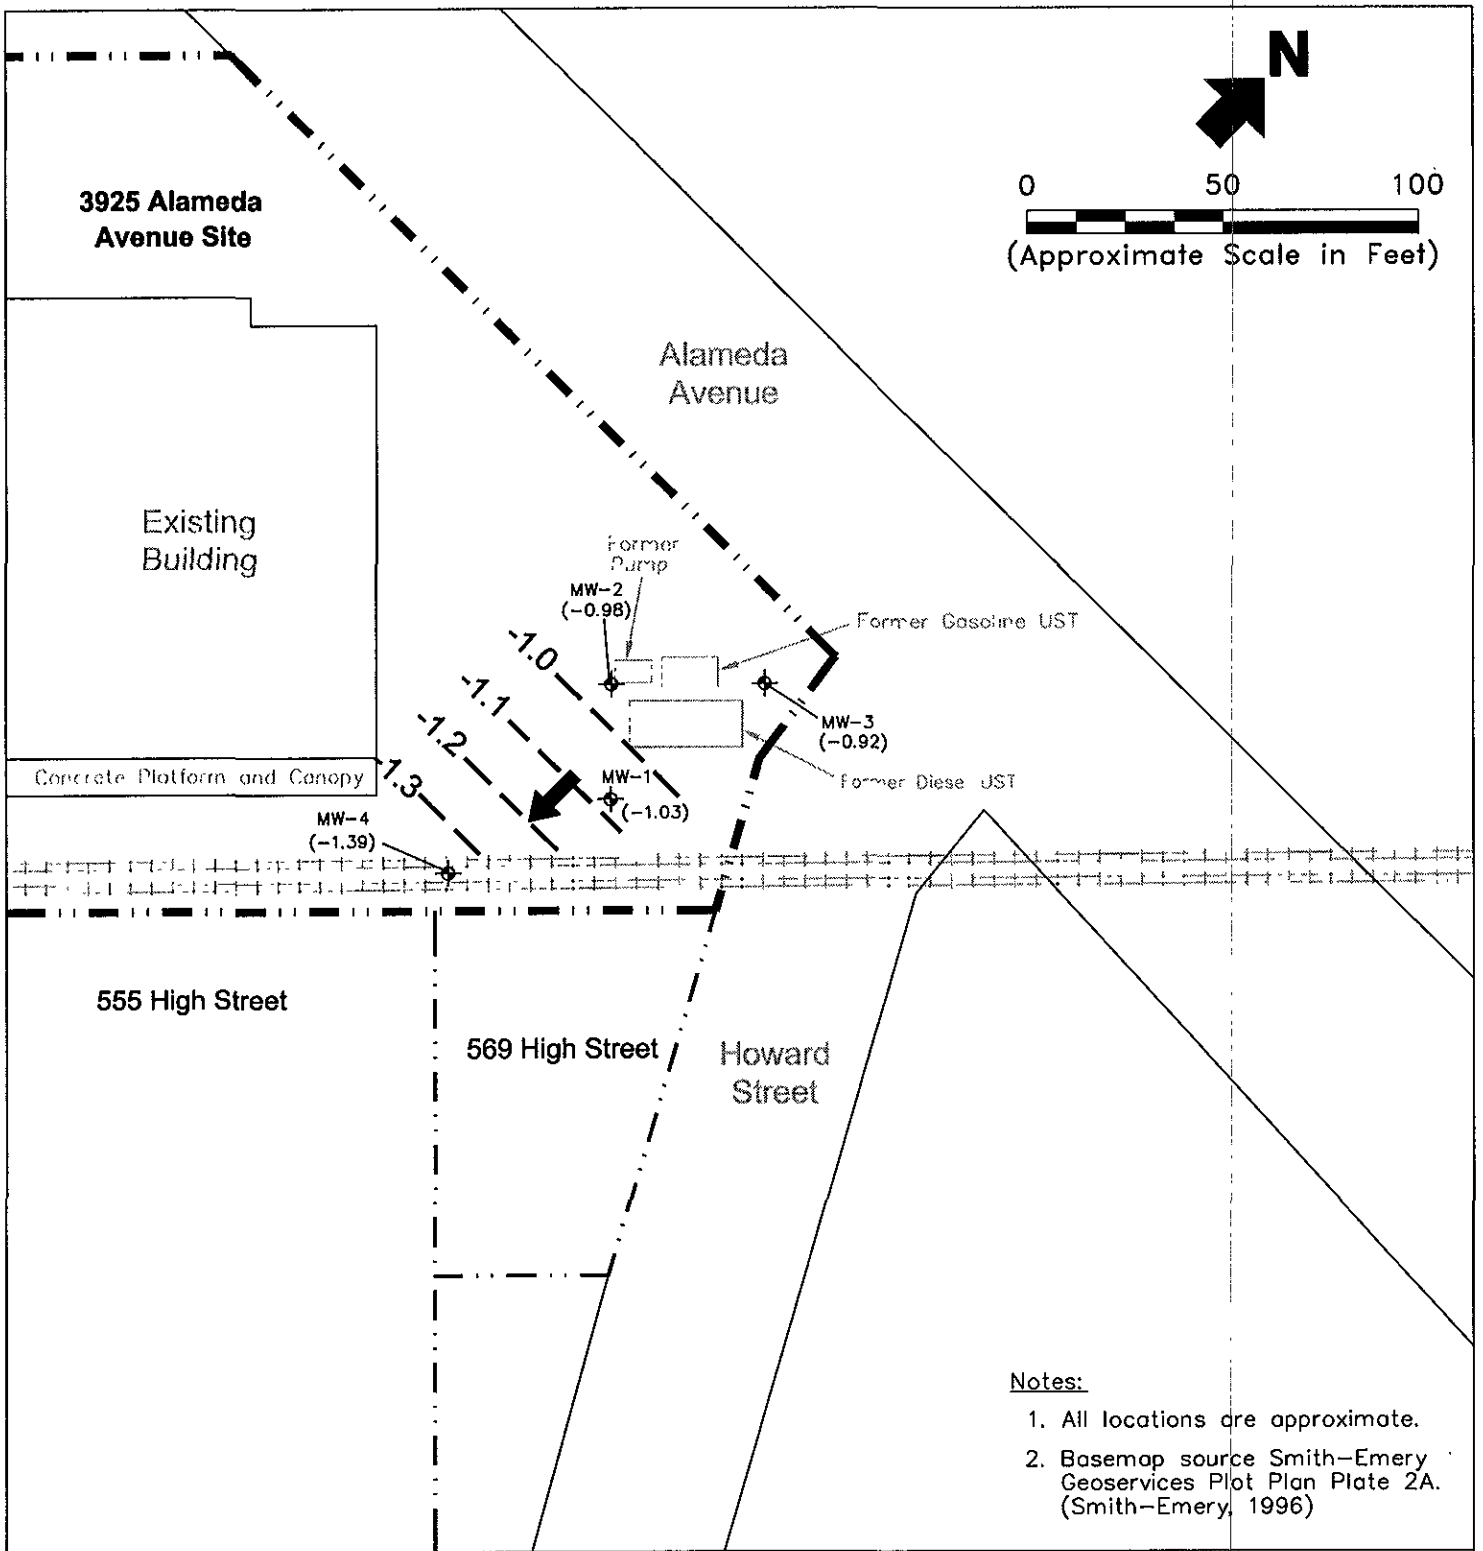 N
0 50 100
(Approximate Scale in Feet)
3925 Alameda
Avenue Site
Alameda
Avenue
Existing
Building
Former
Pump
MW-2
(-0.98)
Former Gasoline UST
-1.0
-1.1
-1.2
-1.3
MW-3
(-0.92)
Concrete Platform and Canopy
MW-1
(-1.03)
Former Diese UST
MW-4
(-1.39)
555 High Street
569 High Street
Howard
Street
Notes:
1. All locations are approximate.
2. Basemap source Smith-Emery
Geoservices Plot Plan Plate 2A.
(Smith-Emery, 1996)